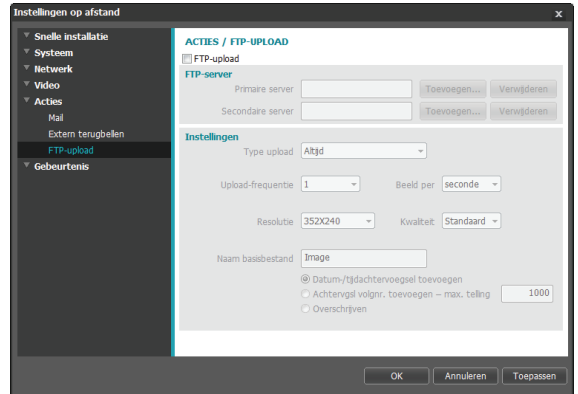 Instellingen op afstand
x
Snelle installatie
Systeem
Netwerk
Video
Acties
Mail
Extern terugbellen
FTP-upload
Gebeurtenis
ACTIES / FTP-UPLOAD
FTP-upload
FTP-server
Primaire server Toevoegen... Verwijderen
Secondaire server Toevoegen... Verwijderen
Instellingen
Type upload Altijd
Upload-frequentie 1 Beeld per seconde
Resolutie 352X240 Kwaliteit Standaard
Naam basisbestand Image
Datum-/tijdachtervoegsel toevoegen
Achtervgsl volgnr. toevoegen – max. telling 1000
Overschrijven
OK Annuleren Toepassen